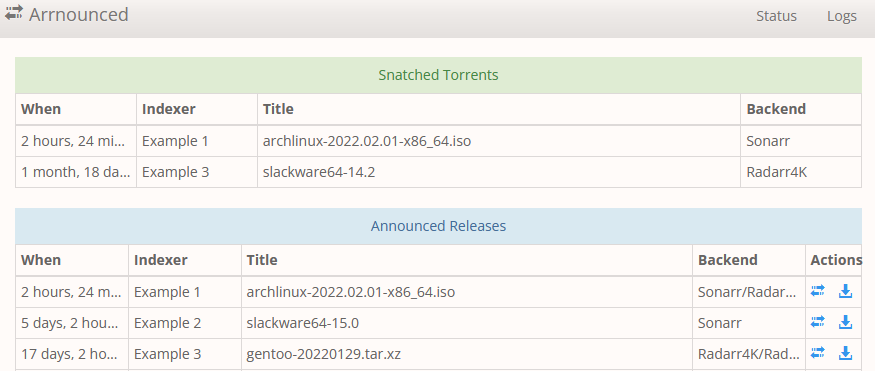 Arrnounced Status Logs
Snatched Torrents
When Indexer Title Backend
2 hours, 24 mi... Example 1 archlinux-2022.02.01-x86_64.iso Sonarr
1 month, 18 da... Example 3 slackware64-14.2 Radarr4K
Announced Releases
When Indexer Title Backend Actions
2 hours, 24 m... Example 1 archlinux-2022.02.01-x86_64.iso Sonarr/Radar...
5 days, 2 hou... Example 2 slackware64-15.0 Sonarr
17 days, 2 ho... Example 3 gentoo-20220129.tar.xz Radarr4K/Rad...